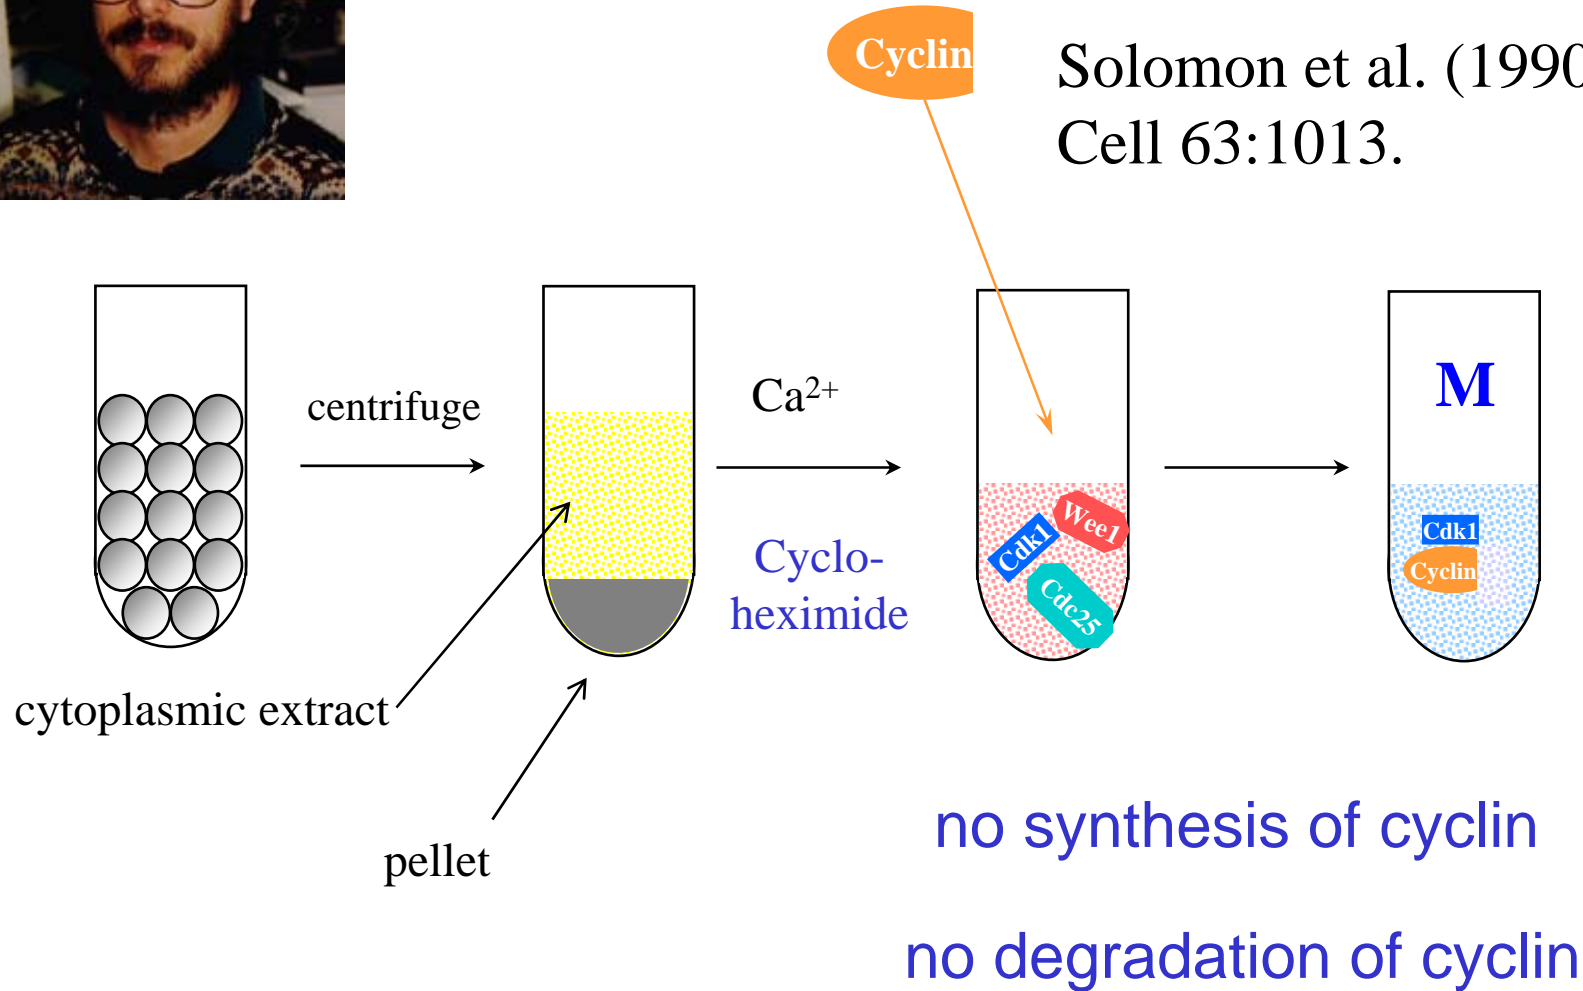 Cyclin
Solomon et al. (1990
Cell 63:1013.
centrifuge
Ca²⁺
Cyclo-
heximide
Wee1
Cdk1
Cdc25
M
Cdk1
Cyclin
cytoplasmic extract
pellet
no synthesis of cyclin
no degradation of cyclin